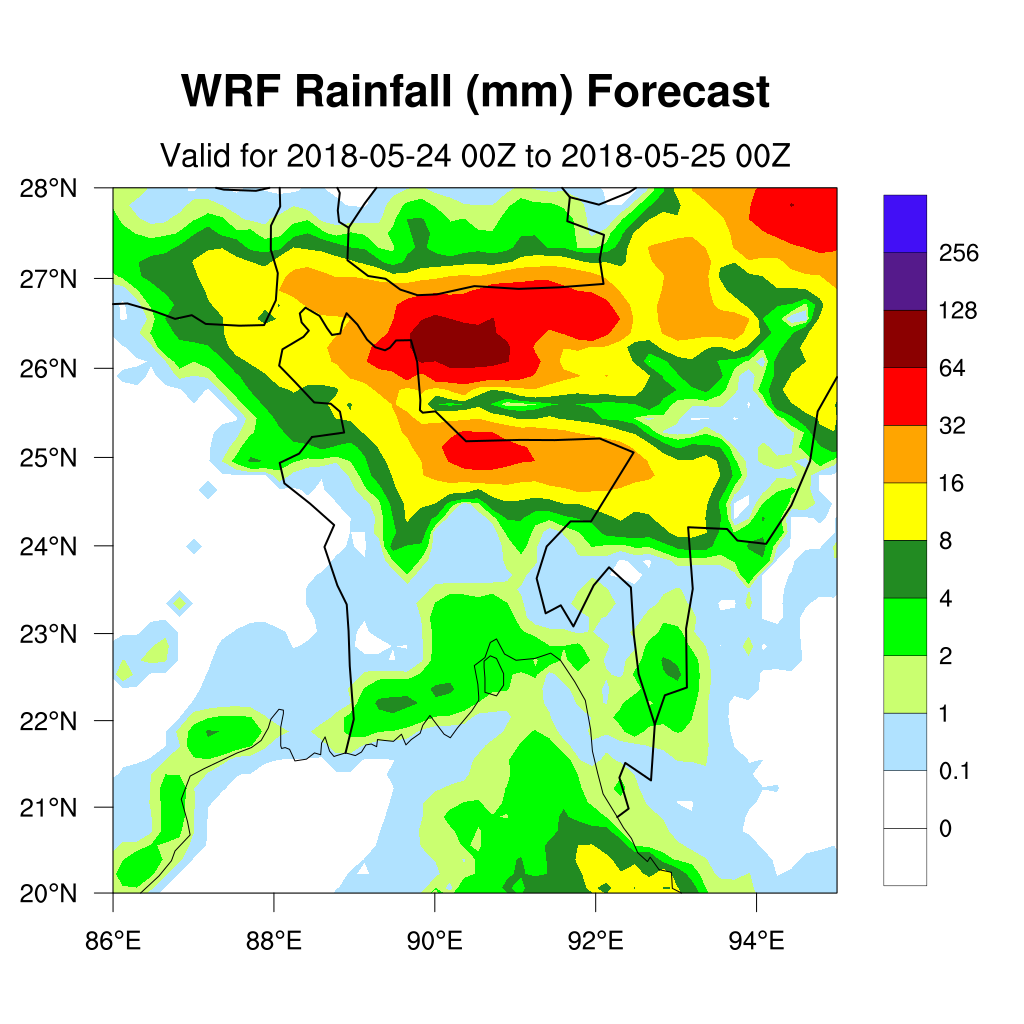 WRF Rainfall (mm) Forecast
Valid for 2018-05-24 00Z to 2018-05-25 00Z
28°N
27°N
26°N
25°N
24°N
23°N
22°N
21°N
20°N
86°E 88°E 90°E 92°E 94°E
256
128
64
32
16
8
4
2
1
0.1
0